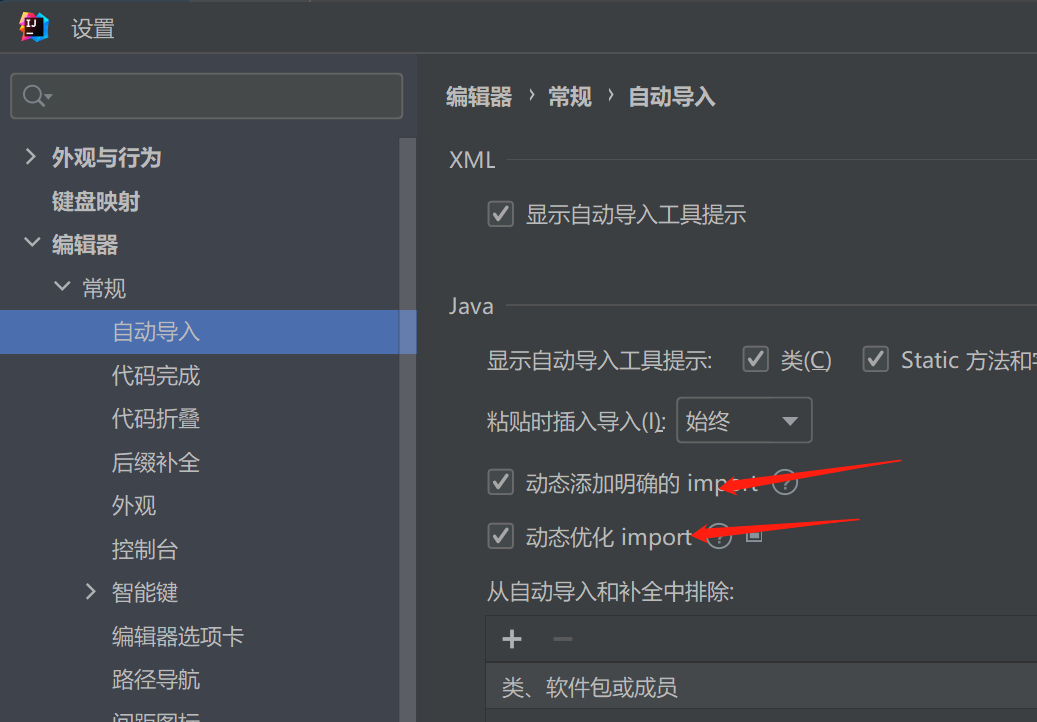 设置
外观与行为
键盘映射
编辑器
常规
自动导入
代码完成
代码折叠
后缀补全
外观
控制台
智能键
编辑器选项卡
路径导航
间距图标
编辑器 › 常规 › 自动导入
XML
显示自动导入工具提示
Java
显示自动导入工具提示: 类(C) Static 方法和
粘贴时插入导入(I): 始终
动态添加明确的 import ?
动态优化 import ?
从自动导入和补全中排除:
类、软件包或成员